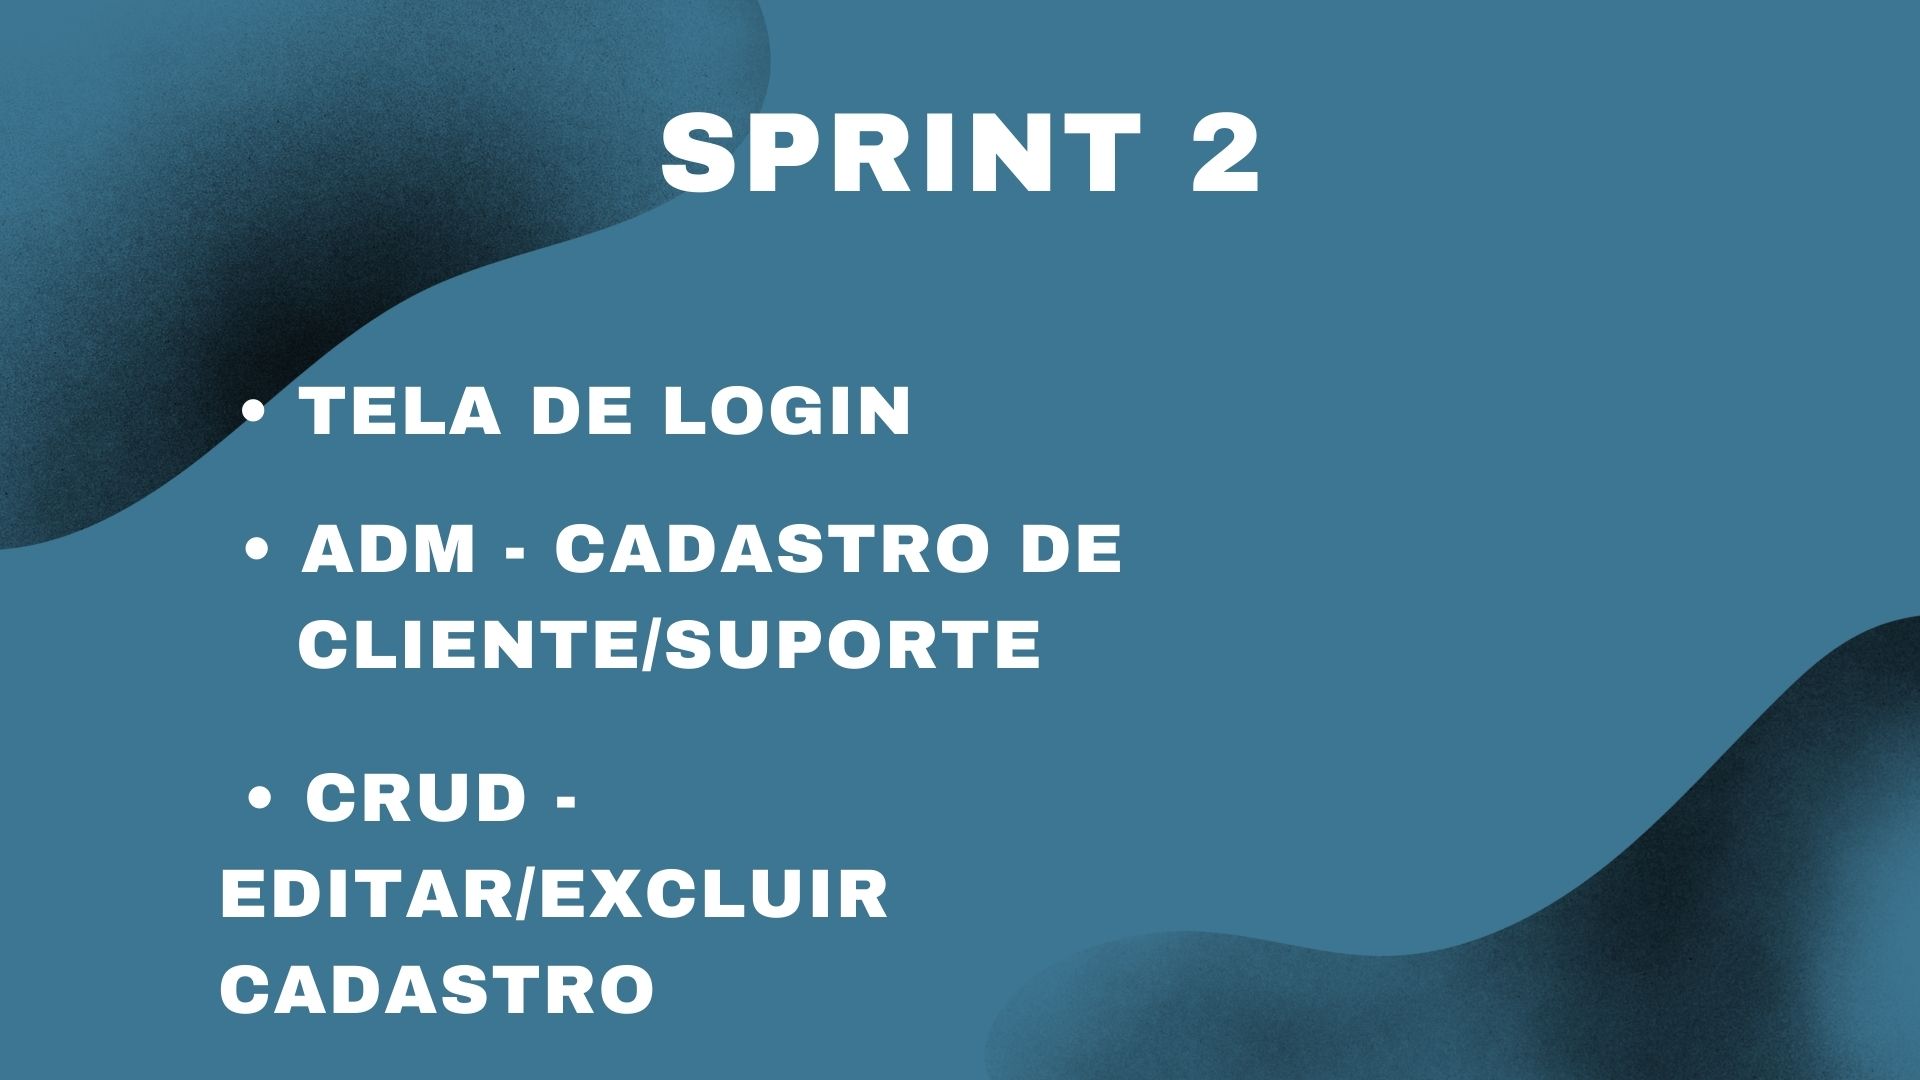 SPRINT 2
• TELA DE LOGIN
• ADM - CADASTRO DE
CLIENTE/SUPORTE
• CRUD -
EDITAR/EXCLUIR
CADASTRO